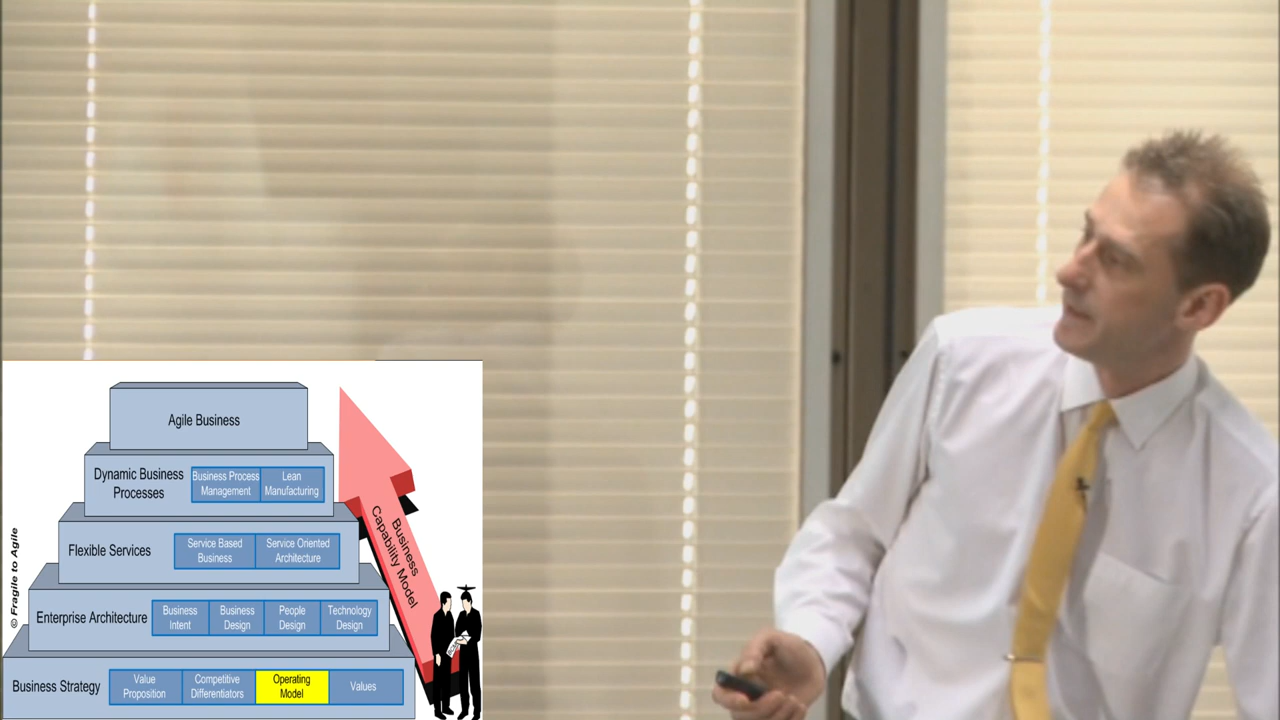 Agile Business
Dynamic Business
Processes
Business Process
Management
Lean
Manufacturing
Flexible Services
Service Based
Business
Service Oriented
Architecture
Enterprise Architecture
Business
Intent
Business
Design
People
Design
Technology
Design
Business Strategy
Value
Proposition
Competitive
Differentiators
Operating
Model
Values
Business
Capability Model
© Fragile to Agile